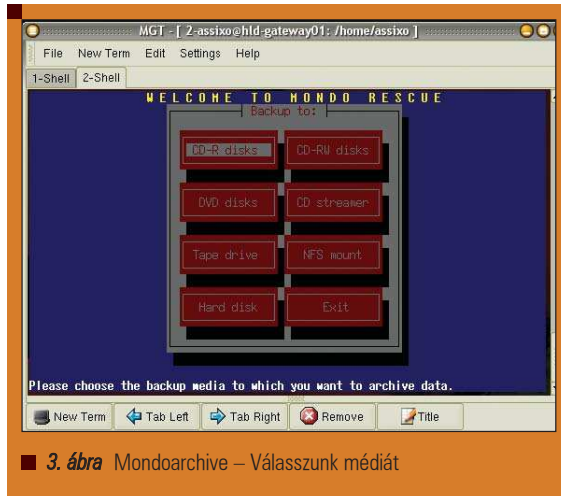 MGT - [ 2-assixo@hld-gateway01: /home/assixo ]
File New Term Edit Settings Help
1-Shell 2-Shell
WELCOME TO MONDO RESCUE
Backup to:
CD-R disks CD-RW disks
DVD disks CD streamer
Tape drive NFS mount
Hard disk Exit
Please choose the backup media to which you want to archive data.
New Term Tab Left Tab Right Remove Title
3. ábra Mondoarchive – Válasszunk médiát